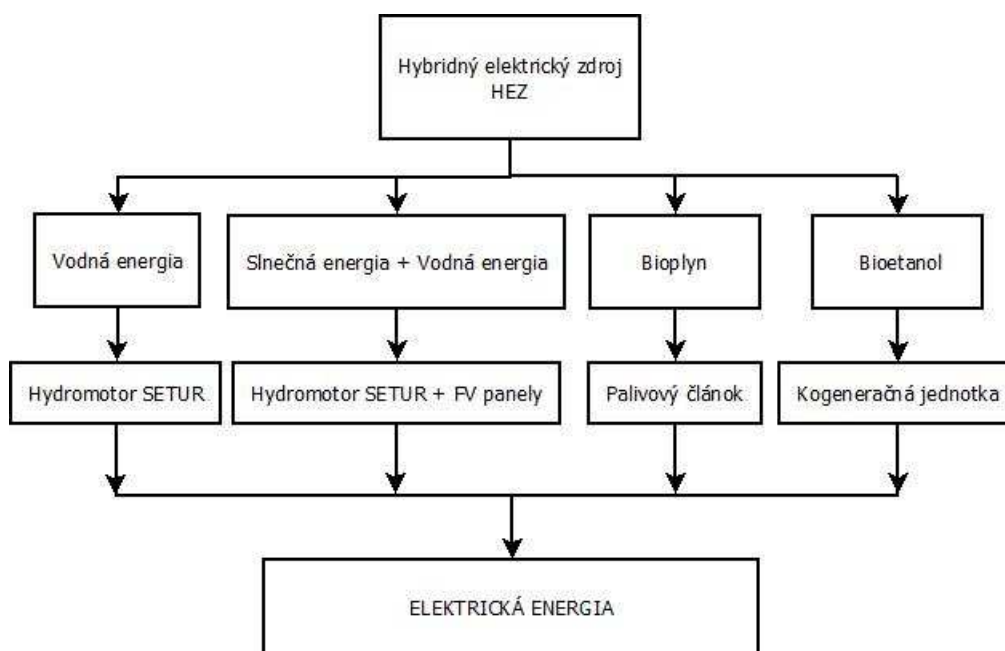 Hybridný elektrický zdroj
HEZ
Vodná energia
Slnečná energia + Vodná energia
Bioplyn
Bioetanol
Hydromotor SETUR
Hydromotor SETUR + FV panely
Palivový článok
Kogeneračná jednotka
ELEKTRICKÁ ENERGIA